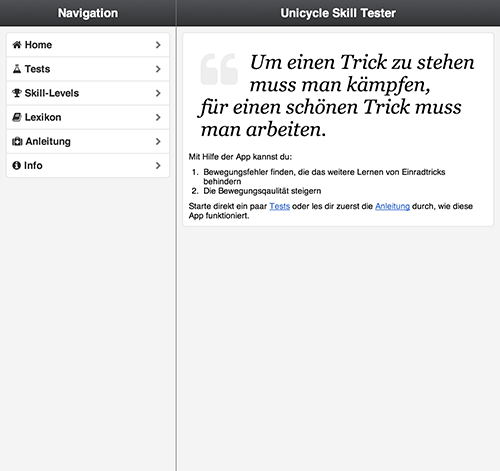 Navigation
Unicycle Skill Tester
Home
Tests
Skill-Levels
Lexikon
Anleitung
Info
Um einen Trick zu stehen
muss man kämpfen,
für einen schönen Trick muss
man arbeiten.
Mit Hilfe der App kannst du:
1. Bewegungsfehler finden, die das weitere Lernen von Einradtricks
behindern
2. Die Bewegungsqaulität steigern
Starte direkt ein paar Tests oder les dir zuerst die Anleitung durch, wie diese
App funktioniert.